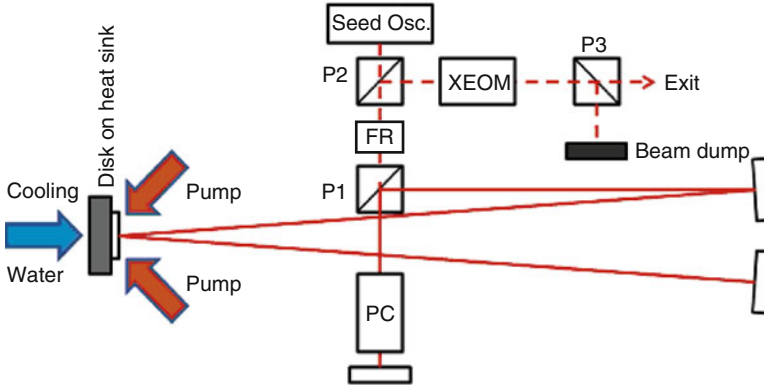 Seed Osc.
P3
P2
XEOM
Exit
Disk on heat sink
FR
Beam dump
Cooling
Pump
P1
Water
Pump
PC